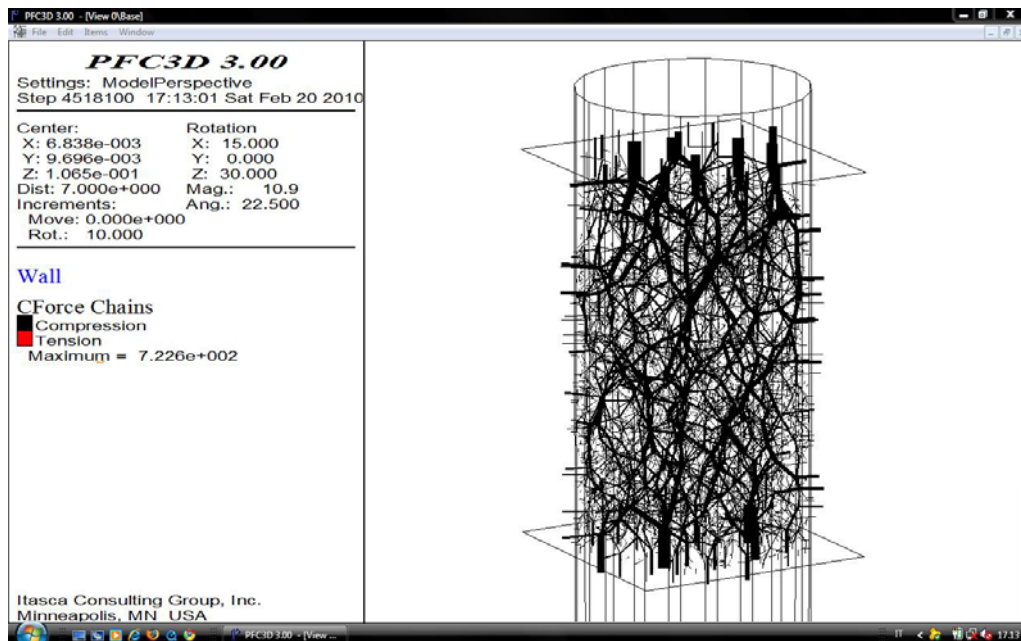 PFC3D 3.00 - [View 0\Base]
File Edit Items Window
PFC3D 3.00
Settings: ModelPerspective
Step 4518100 17:13:01 Sat Feb 20 2010
Center: Rotation
X: 6.838e-003 X: 15.000
Y: 9.696e-003 Y: 0.000
Z: 1.065e-001 Z: 30.000
Dist: 7.000e+000 Mag.: 10.9
Increments: Ang.: 22.500
Move: 0.000e+000
Rot.: 10.000
Wall
CForce Chains
Compression
Tension
Maximum = 7.226e+002
Itasca Consulting Group, Inc.
Minneapolis, MN USA
PFC3D 3.00 - [View ...
IT
17.13